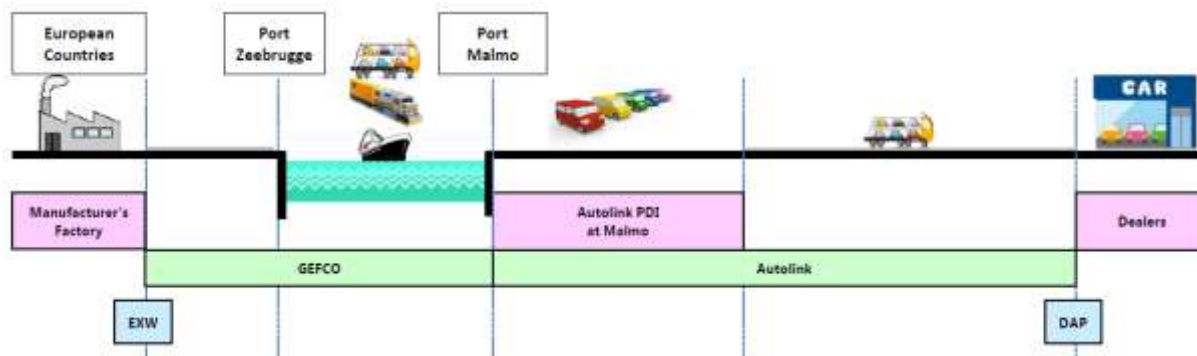 European
Countries
Port
Zeebrugge
Port
Malmo
CAR
Manufacturer's
Factory
Autolink PDI
at Malmo
Dealers
GEFCO
Autolink
EXW
DAP